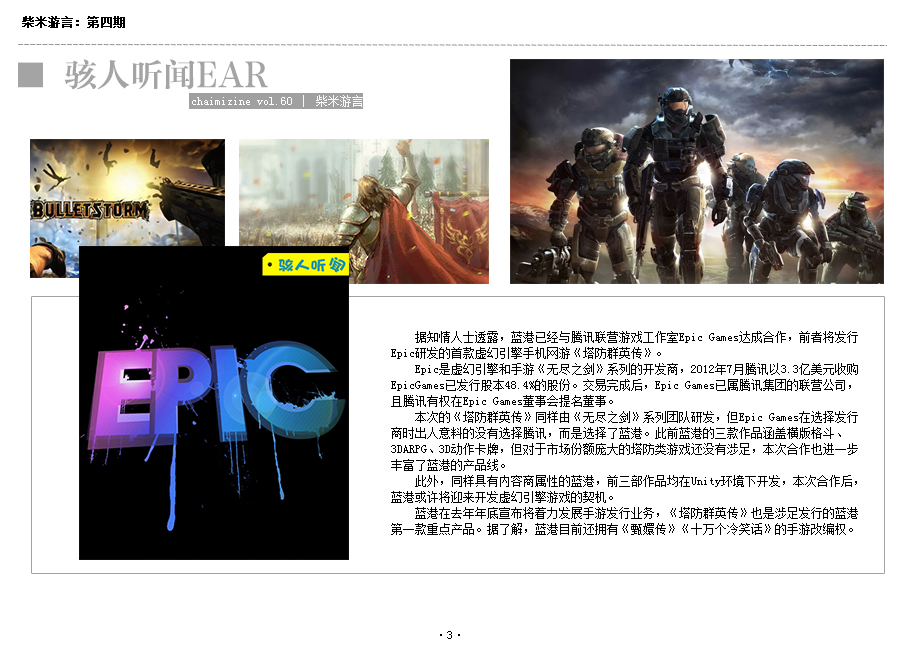 柴米游言：第四期
骇人听闻EAR
chaimizine vol.60 | 柴米游言
BULLETSTORM
·骇人听闻
EPIC
据知情人士透露，蓝港已经与腾讯联营游戏工作室Epic Games达成合作，前者将发行
Epic研发的首款虚幻引擎手机网游《塔防群英传》。
Epic是虚幻引擎和手游《无尽之剑》系列的开发商，2012年7月腾讯以3.3亿美元收购
EpicGames已发行股本48.4%的股份。交易完成后，Epic Games已属腾讯集团的联营公司，
且腾讯有权在Epic Games董事会提名董事。
本次的《塔防群英传》同样由《无尽之剑》系列团队研发，但Epic Games在选择发行
商时出人意料的没有选择腾讯，而是选择了蓝港。此前蓝港的三款作品涵盖横版格斗、
3DARPG、3D动作卡牌，但对于市场份额庞大的塔防类游戏还没有涉足，本次合作也进一步
丰富了蓝港的产品线。
此外，同样具有内容商属性的蓝港，前三部作品均在Unity环境下开发，本次合作后，
蓝港或许将迎来开发虚幻引擎游戏的契机。
蓝港在去年年底宣布将着力发展手游发行业务，《塔防群英传》也是涉足发行的蓝港
第一款重点产品。据了解，蓝港目前还拥有《甄嬛传》《十万个冷笑话》的手游改编权。
·3·